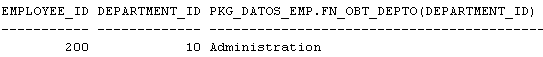 EMPLOYEE_ID DEPARTMENT_ID PKG_DATOS_EMP.FN_OBT_DEPTO(DEPARTMENT_ID)
----------- ------------- -----------------------------------------
200 10 Administration